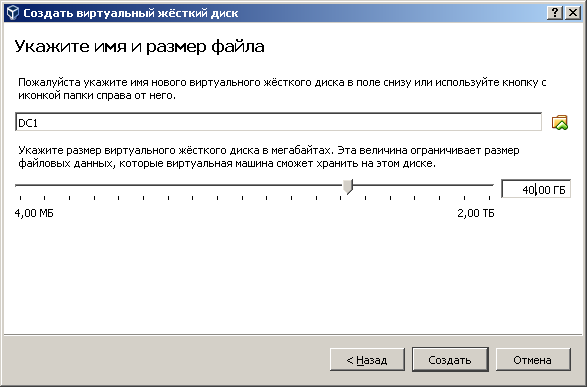 Создать виртуальный жёсткий диск
Укажите имя и размер файла
Пожалуйста укажите имя нового виртуального жёсткого диска в поле снизу или используйте кнопку с
иконкой папки справа от него.
DC1
Укажите размер виртуального жёсткого диска в мегабайтах. Эта величина ограничивает размер
файловых данных, которые виртуальная машина сможет хранить на этом диске.
40,00 ГБ
4,00 МБ 2,00 ТБ
< Назад Создать Отмена